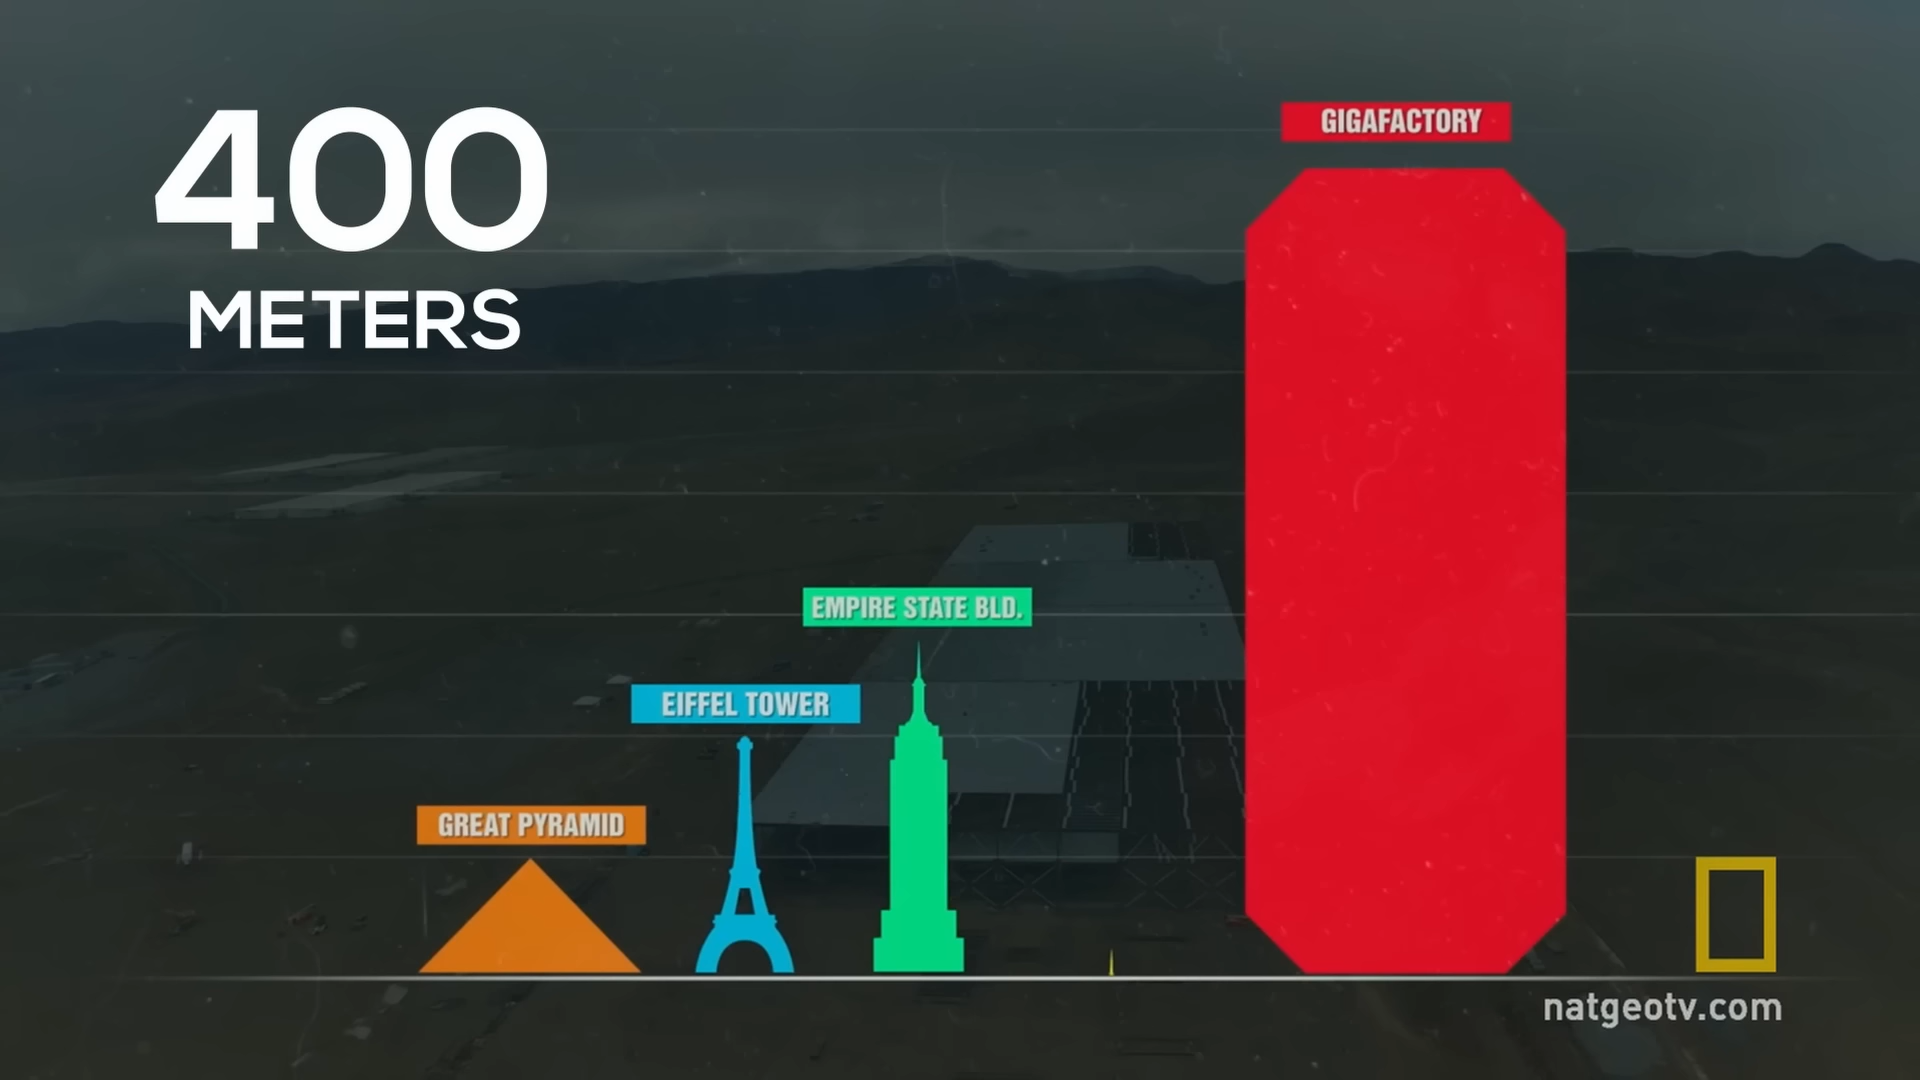 400
METERS
GIGAFACTORY
EMPIRE STATE BLD.
EIFFEL TOWER
GREAT PYRAMID
natgeotv.com